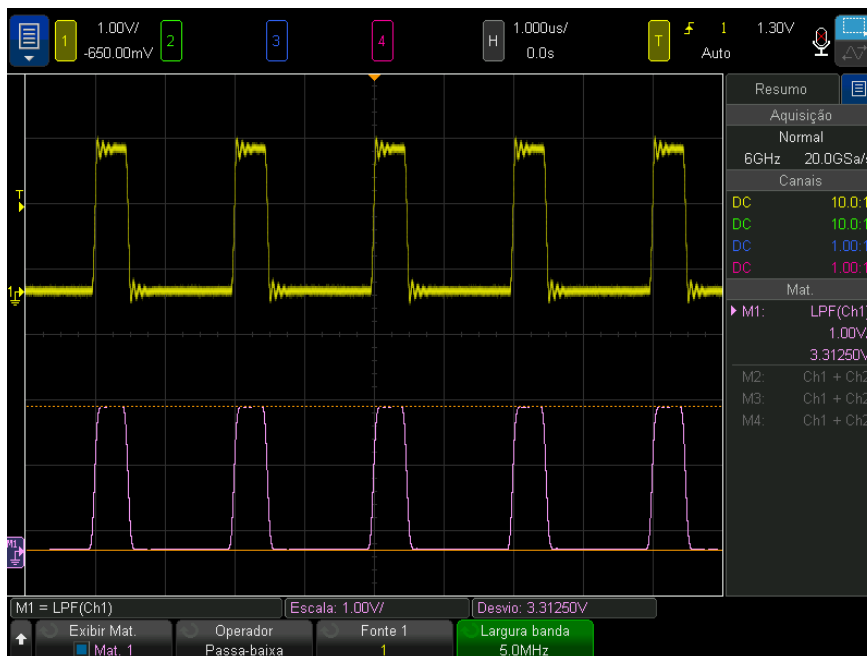 1 1.00V/ 2 3 4 H 1.000us/ T 1 1.30V
-650.00mV 0.0s Auto
Resumo
Aquisição
Normal
6GHz 20.0GSa/s
Canais
DC 10.0:1
DC 10.0:1
DC 1.00:1
DC 1.00:1
Mat.
M1: LPF(Ch1)
1.00V/
3.31250V
M2: Ch1 + Ch2
M3: Ch1 + Ch2
M4: Ch1 + Ch2
T
1
M1
M1 = LPF(Ch1) Escala: 1.00V/ Desvio: 3.31250V
Exibir Mat. Operador Fonte 1 Largura banda
Mat. 1 Passa-baixa 1 5.0MHz